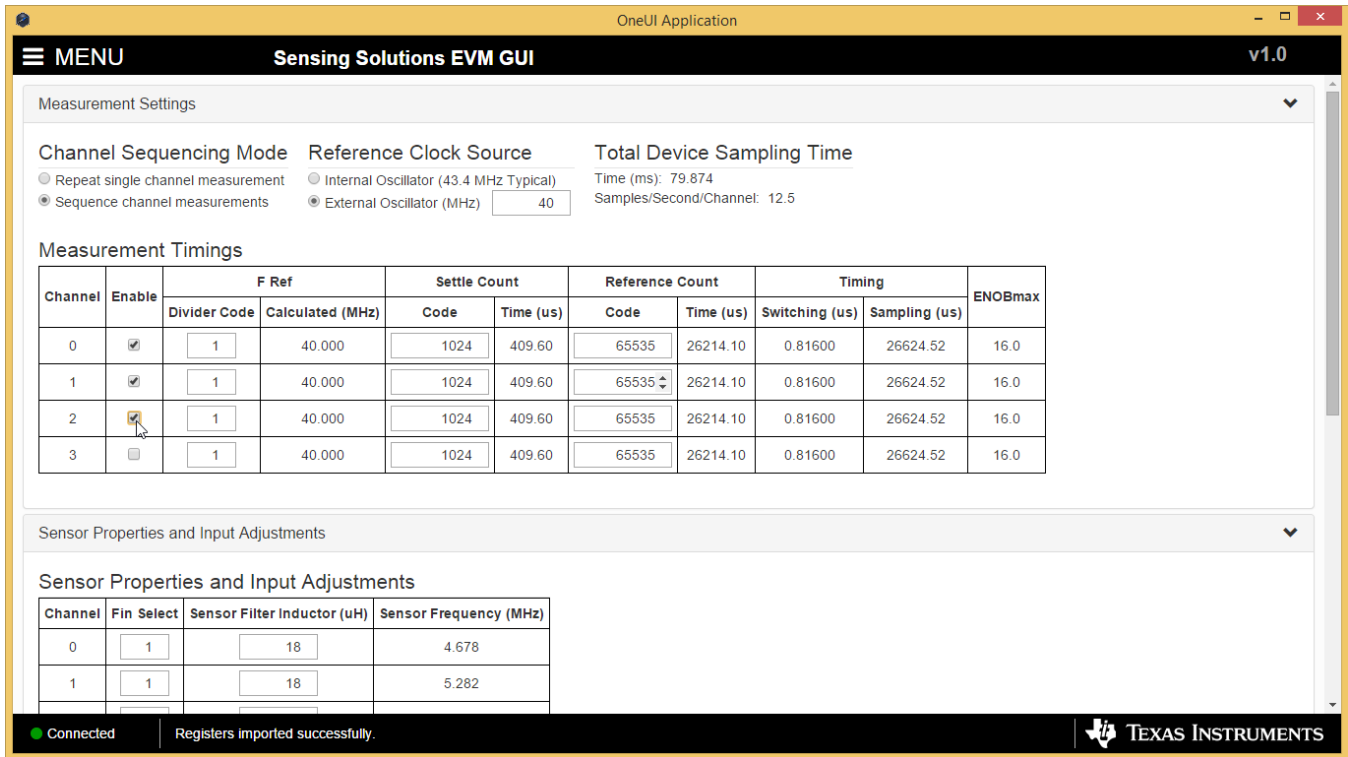 OneUI Application
MENU Sensing Solutions EVM GUI v1.0
Measurement Settings
Channel Sequencing Mode Reference Clock Source Total Device Sampling Time
Repeat single channel measurement Internal Oscillator (43.4 MHz Typical) Time (ms): 79.874
Sequence channel measurements External Oscillator (MHz) 40 Samples/Second/Channel: 12.5
Measurement Timings
Channel Enable F Ref Settle Count Reference Count Timing ENOBmax
Divider Code Calculated (MHz) Code Time (us) Code Time (us) Switching (us) Sampling (us)
0 1 40.000 1024 409.60 65535 26214.10 0.81600 26624.52 16.0
1 1 40.000 1024 409.60 65535 26214.10 0.81600 26624.52 16.0
2 1 40.000 1024 409.60 65535 26214.10 0.81600 26624.52 16.0
3 1 40.000 1024 409.60 65535 26214.10 0.81600 26624.52 16.0
Sensor Properties and Input Adjustments
Sensor Properties and Input Adjustments
Channel Fin Select Sensor Filter Inductor (uH) Sensor Frequency (MHz)
0 1 18 4.678
1 1 18 5.282
Connected Registers imported successfully. TEXAS INSTRUMENTS